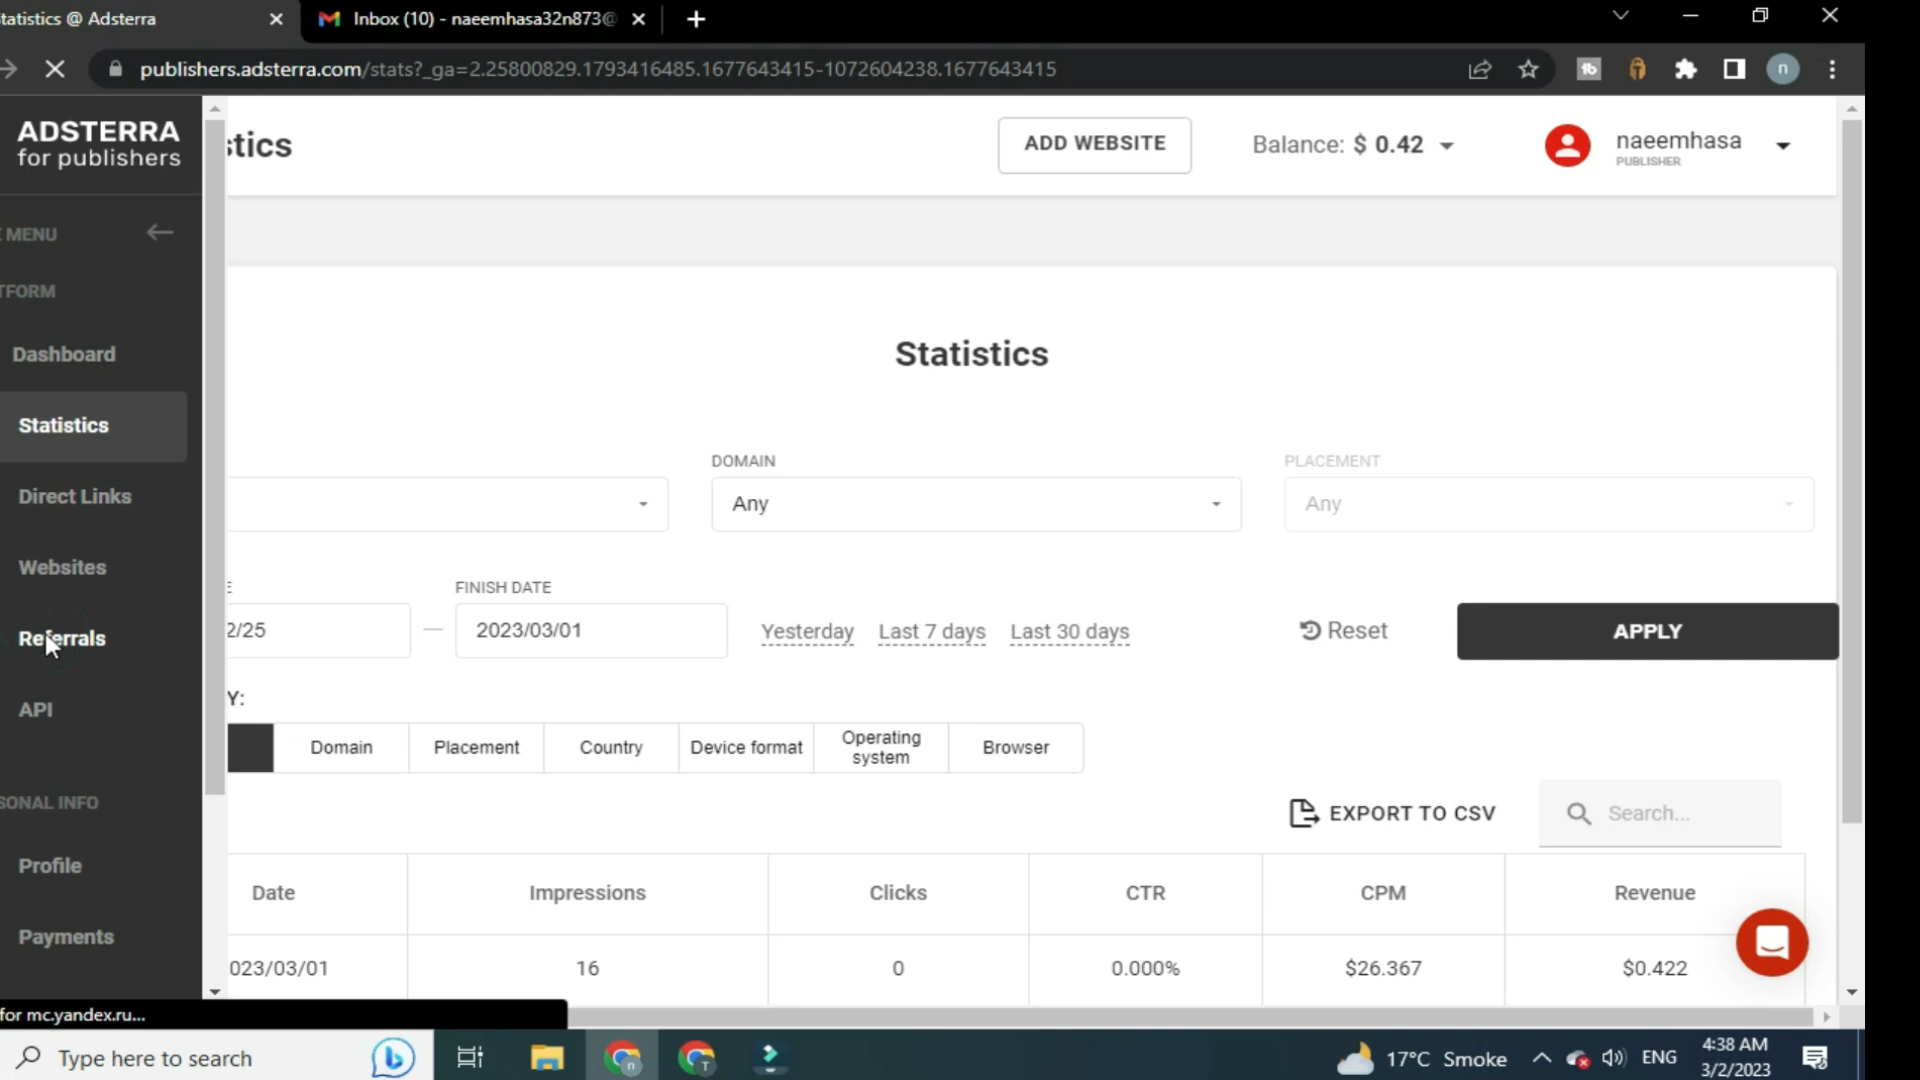 tatistics @ Adsterra
Inbox (10) - naeemhasa32n873@
publishers.adsterra.com/stats?_ga=2.25800829.1793416485.1677643415-1072604238.1677643415
n
ADSTERRA
for publishers
stics
ADD WEBSITE
Balance: $ 0.42
naeemhasa
PUBLISHER
MENU
TFORM
Dashboard
Statistics
Direct Links
Websites
Referrals
API
SONAL INFO
Profile
Payments
Statistics
DOMAIN
PLACEMENT
Any
Any
E
FINISH DATE
2/25
2023/03/01
Yesterday
Last 7 days
Last 30 days
Reset
APPLY
Y:
Domain
Placement
Country
Device format
Operating
system
Browser
EXPORT TO CSV
Search...
Date
Impressions
Clicks
CTR
CPM
Revenue
023/03/01
16
0
0.000%
$26.367
$0.422
for mc.yandex.ru...
Type here to search
17°C Smoke
ENG
4:38 AM
3/2/2023